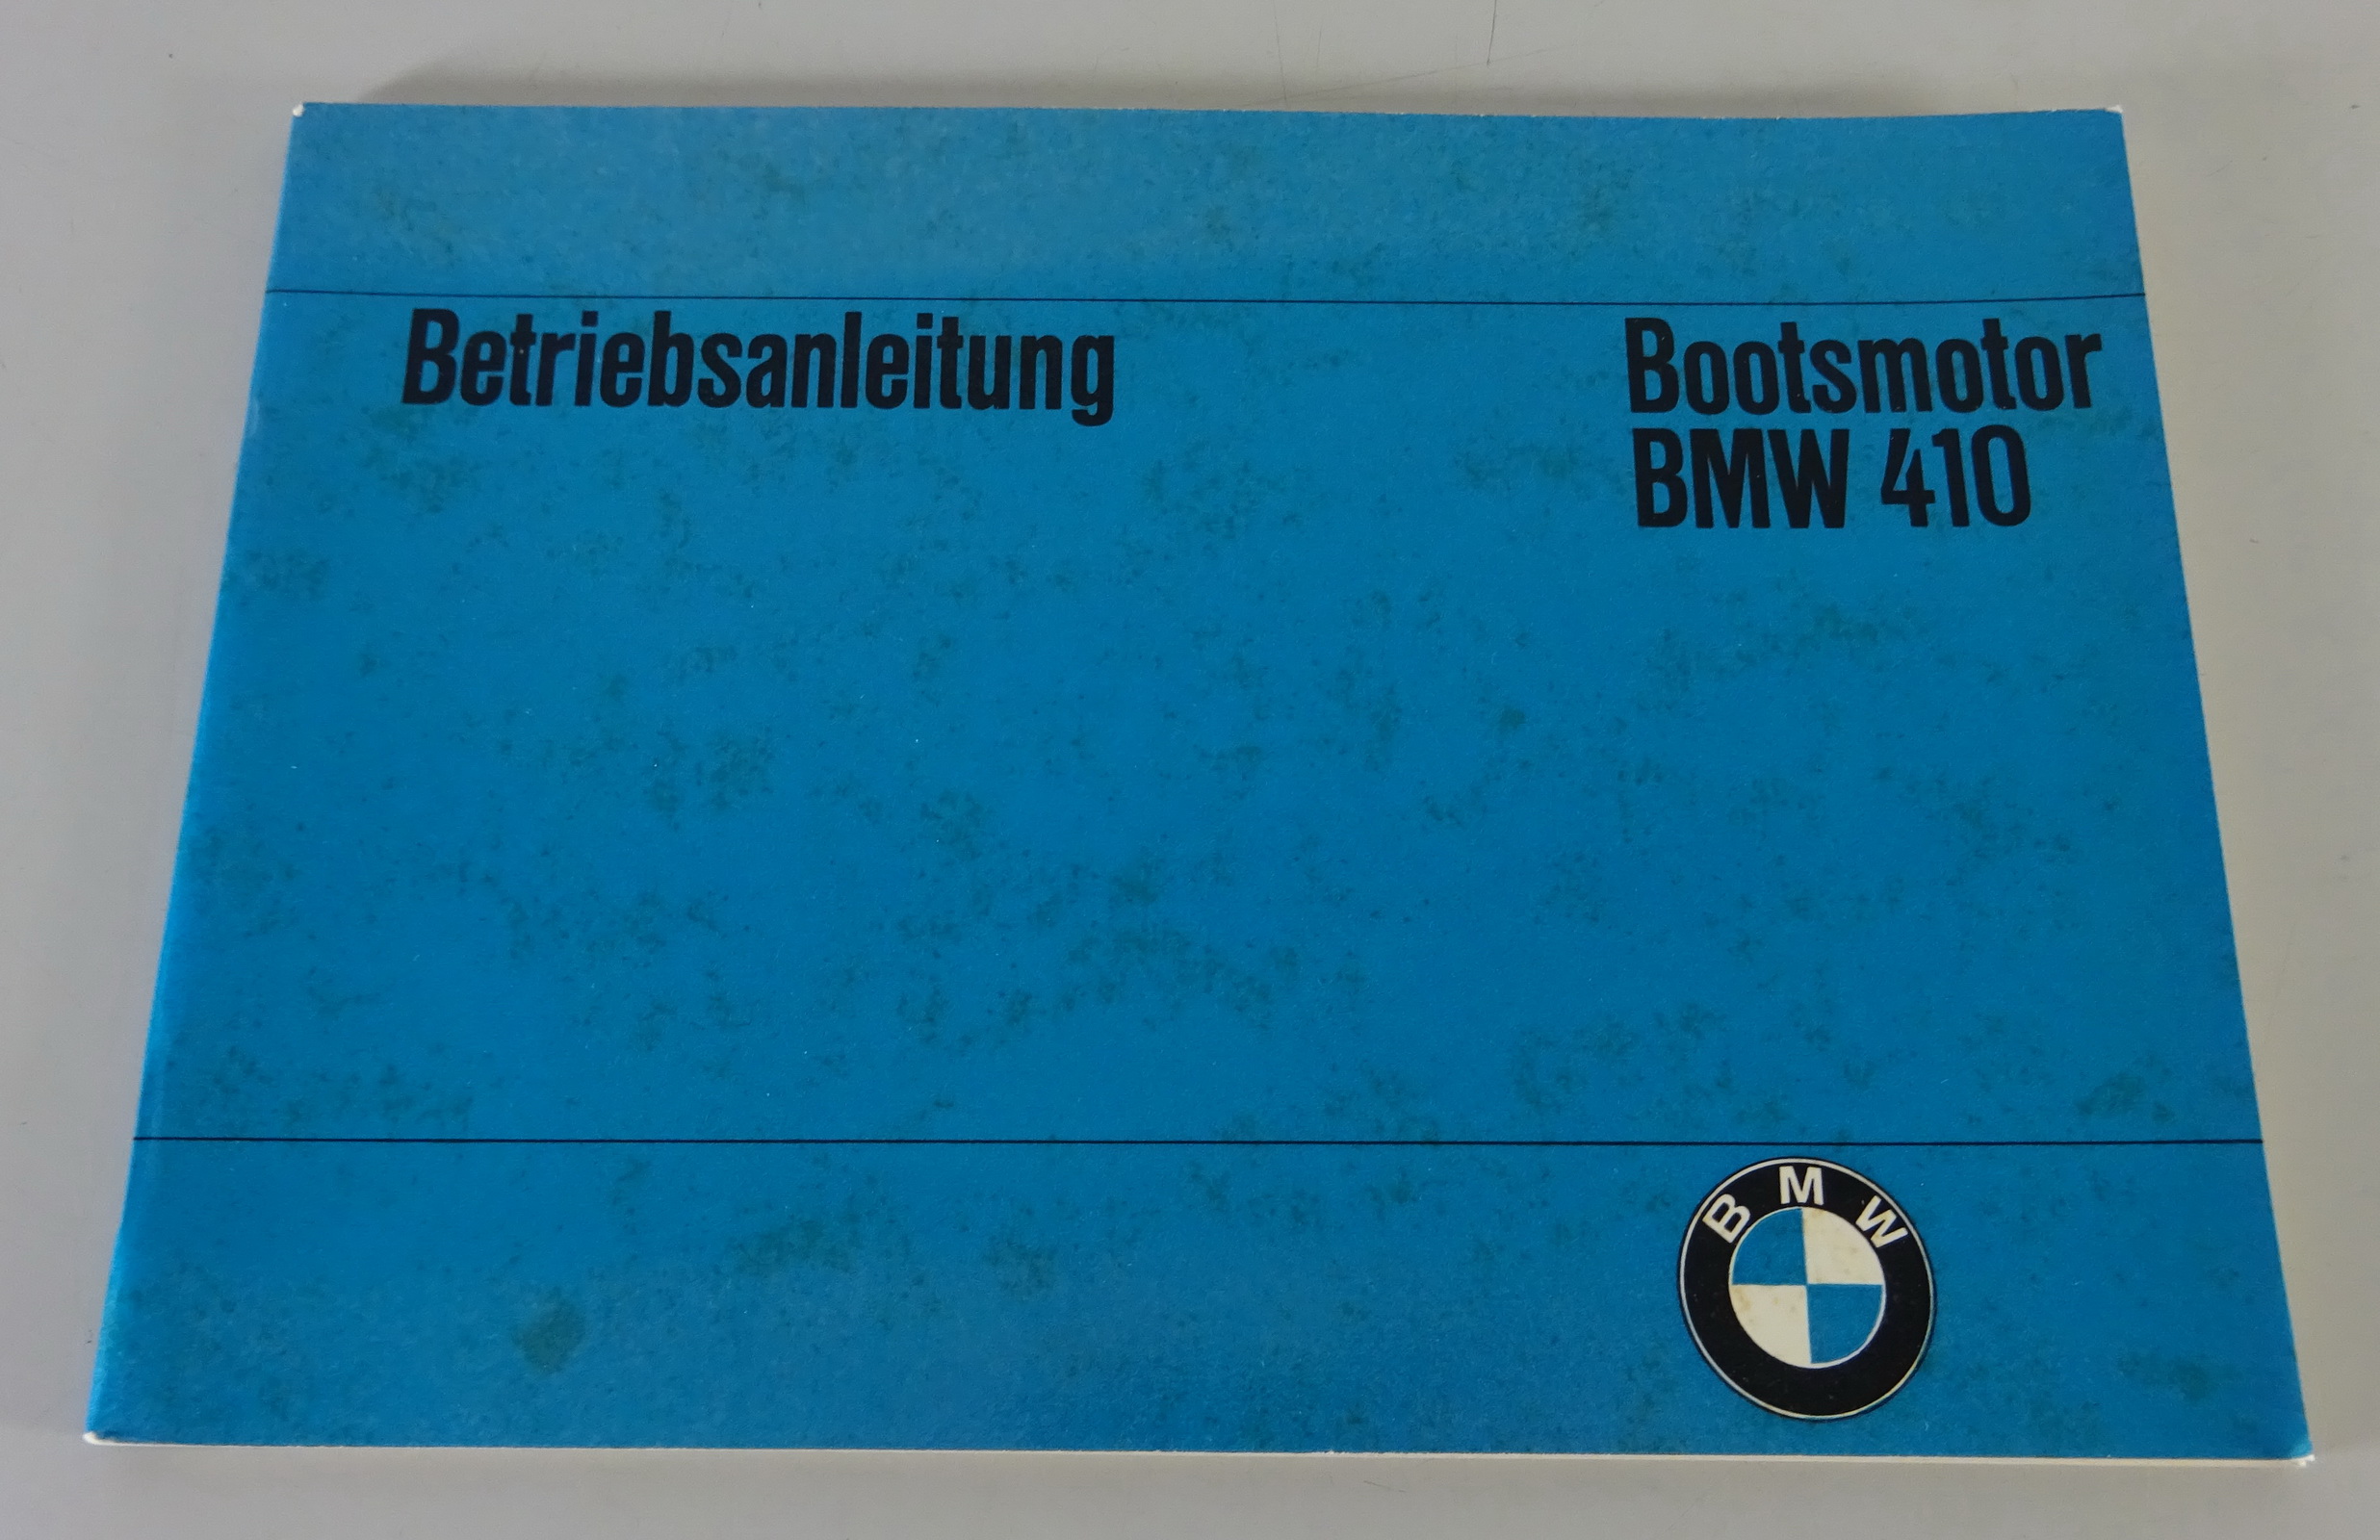 Betriebsanleitung
Bootsmotor
BMW 410
BMW